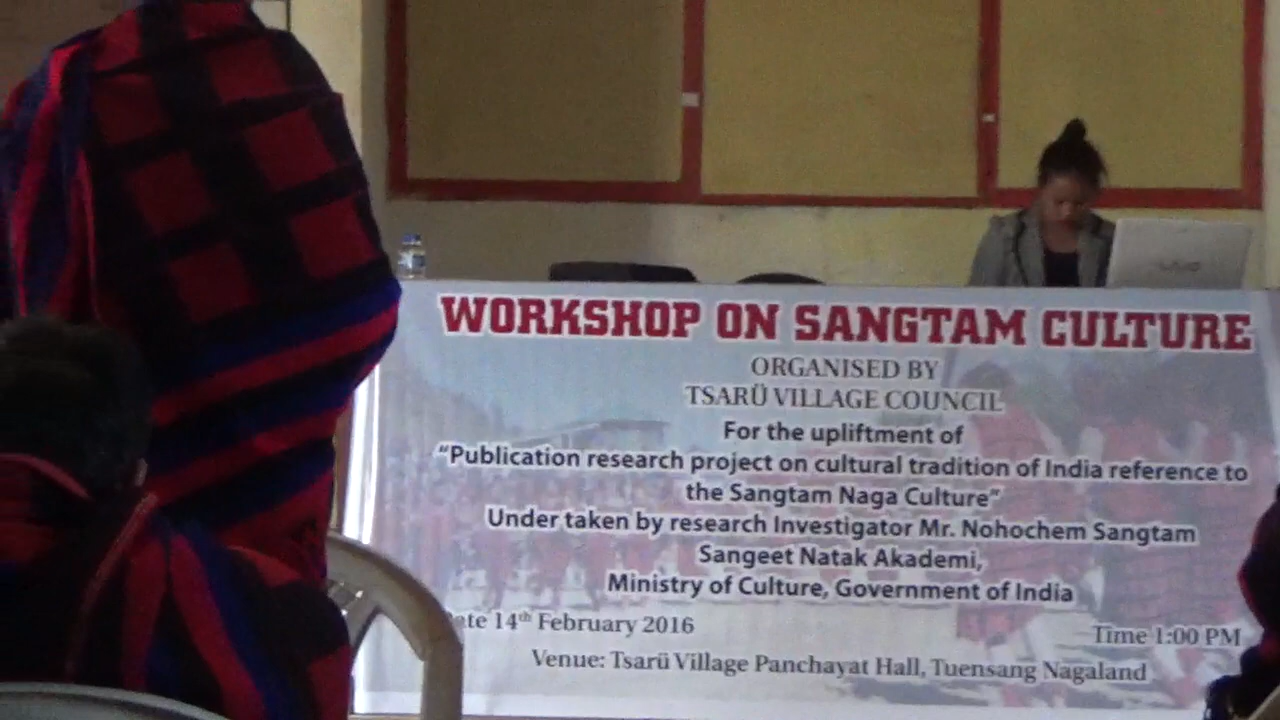 WORKSHOP ON SANGTAM CULTURE
ORGANISED BY
TSARÜ VILLAGE COUNCIL
For the upliftment of
"Publication research project on cultural tradition of India reference to
the Sangtam Naga Culture"
Under taken by research Investigator Mr. Nohochem Sangtam
Sangeet Natak Akademi,
Ministry of Culture, Government of India
ate 14th February 2016
Time 1:00 PM
Venue: Tsarü Village Panchayat Hall, Tuensang Nagaland